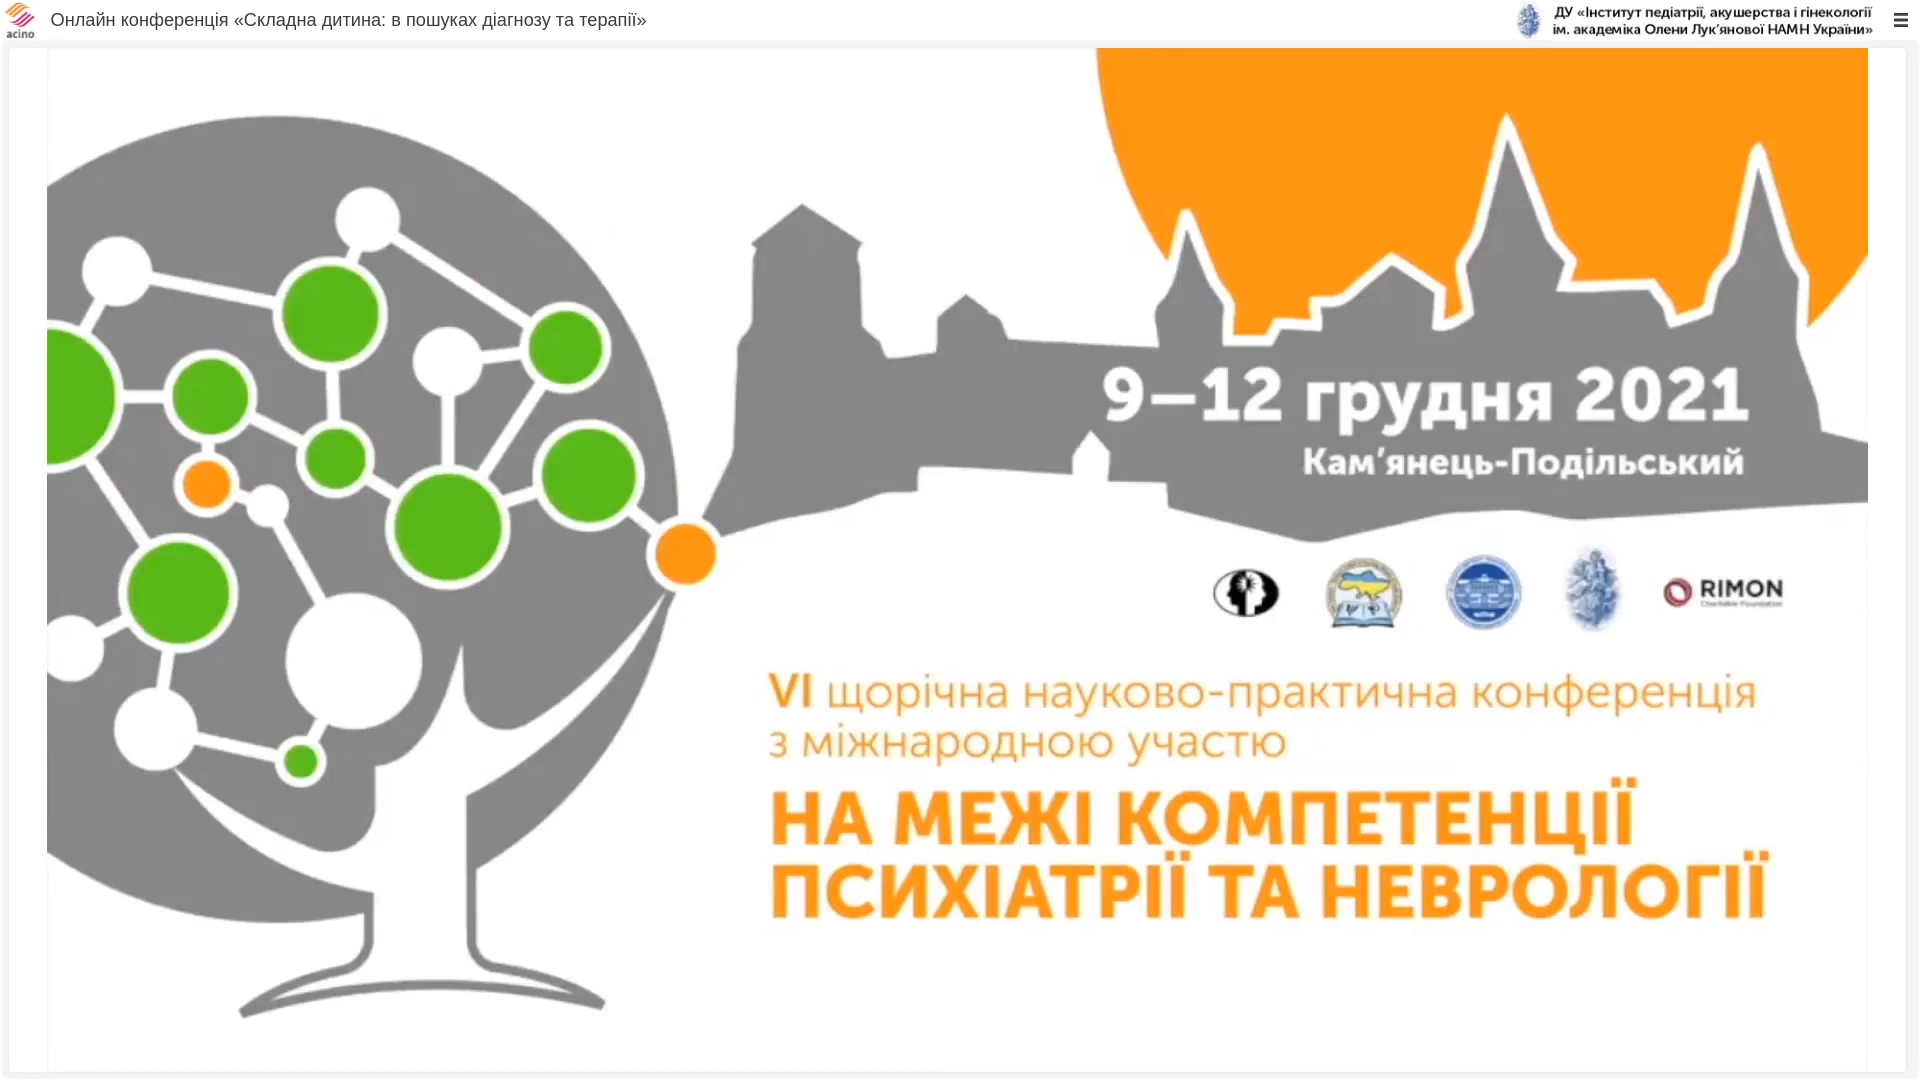 acino
Онлайн конференція «Складна дитина: в пошуках діагнозу та терапії»
ДУ «Інститут педіатрії, акушерства і гінекології
ім. академіка Олени Лук’янової НАМН України»
9–12 грудня 2021
Кам’янець-Подільський
RIMON
Charitable Foundation
VI щорічна науково-практична конференція
з міжнародною участю
НА МЕЖІ КОМПЕТЕНЦІЇ
ПСИХІАТРІЇ ТА НЕВРОЛОГІЇ